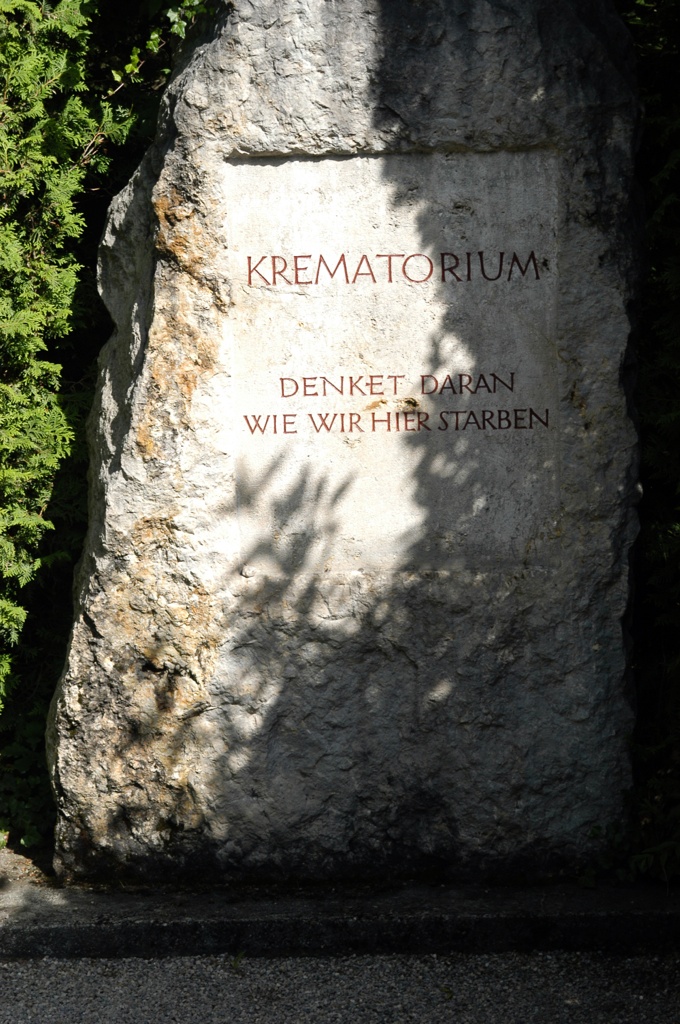 KREMATORIUM
DENKET DARAN
WIE WIR HIER STARBEN